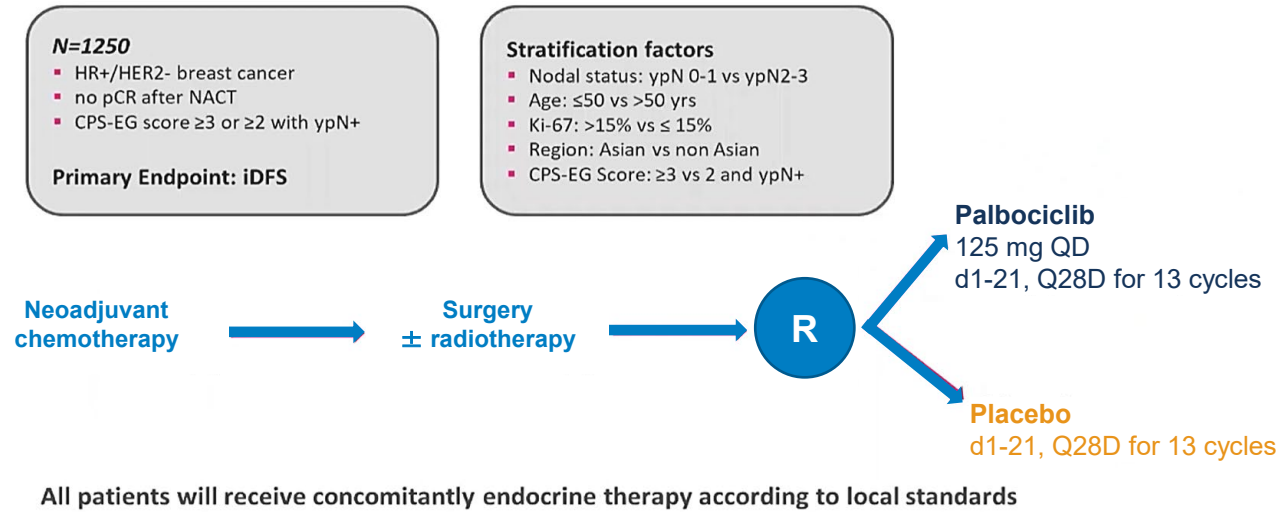 N=1250
▪ HR+/HER2- breast cancer
▪ no pCR after NACT
▪ CPS-EG score ≥3 or ≥2 with ypN+
Primary Endpoint: iDFS
Stratification factors
▪ Nodal status: ypN 0-1 vs ypN2-3
▪ Age: ≤50 vs >50 yrs
▪ Ki-67: >15% vs ≤ 15%
▪ Region: Asian vs non Asian
▪ CPS-EG Score: ≥3 vs 2 and ypN+
Neoadjuvant
chemotherapy
Surgery
± radiotherapy
R
Palbociclib
125 mg QD
d1-21, Q28D for 13 cycles
Placebo
d1-21, Q28D for 13 cycles
All patients will receive concomitantly endocrine therapy according to local standards